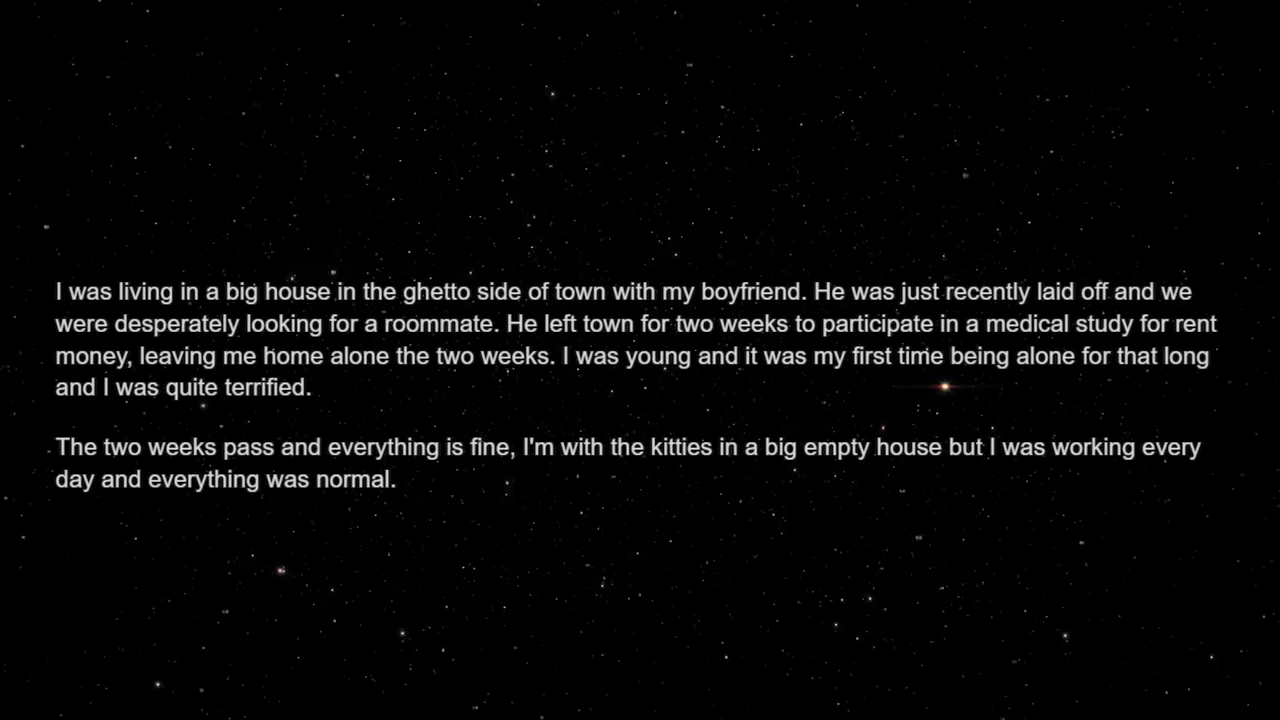 I was living in a big house in the ghetto side of town with my boyfriend. He was just recently laid off and we
were desperately looking for a roommate. He left town for two weeks to participate in a medical study for rent
money, leaving me home alone the two weeks. I was young and it was my first time being alone for that long
and I was quite terrified.
The two weeks pass and everything is fine, I'm with the kitties in a big empty house but I was working every
day and everything was normal.